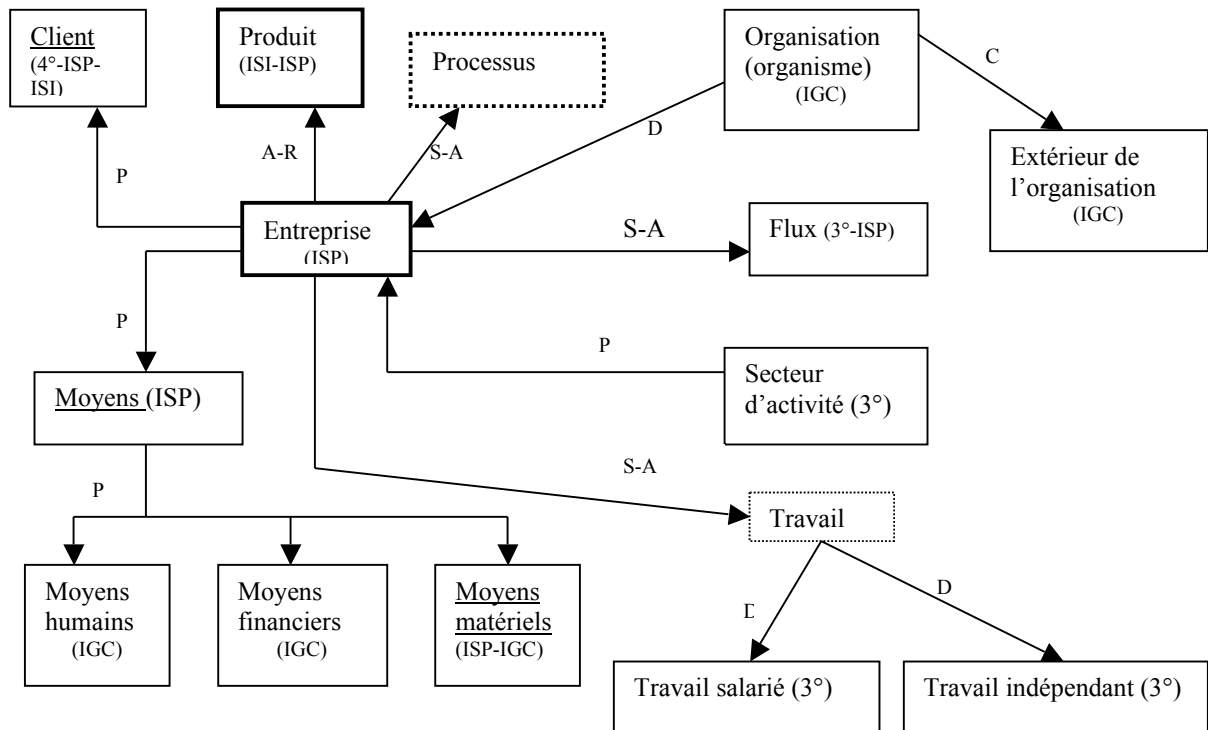 Client
(4°-ISP-
ISI)
Produit
(ISI-ISP)
Processus
Organisation
(organisme)
(IGC)
C
D
A-R
S-A
P
Extérieur de
l’organisation
(IGC)
Entreprise
(ISP)
S-A
Flux (3°-ISP)
P
P
Secteur
d’activité (3°)
Moyens (ISP)
S-A
P
Travail
Moyens
humains
(IGC)
Moyens
financiers
(IGC)
Moyens
matériels
(ISP-IGC)
D
D
Travail salarié (3°)
Travail indépendant (3°)